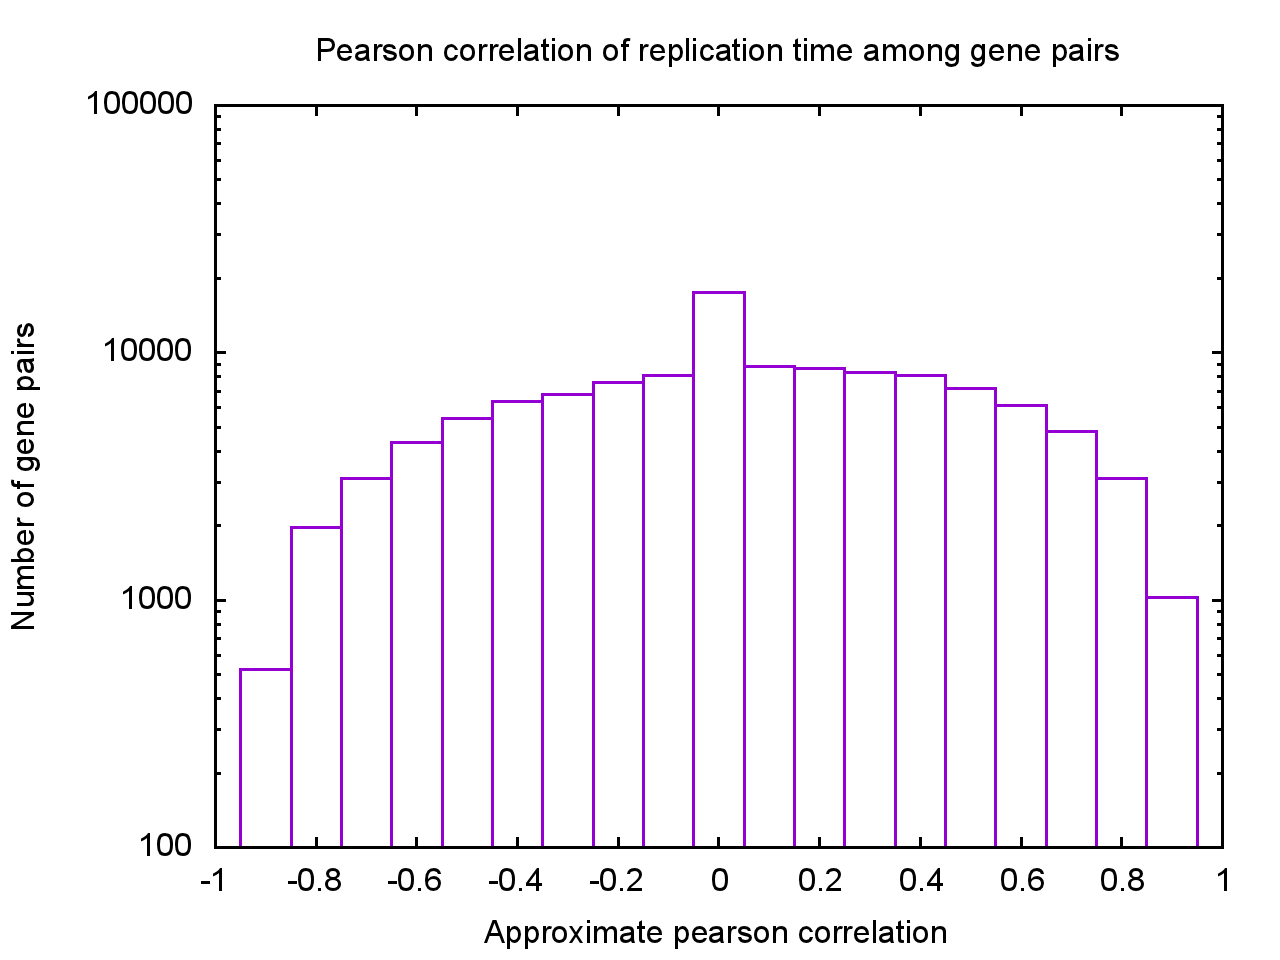 Pearson correlation of replication time among gene pairs
100000
10000
1000
100
Number of gene pairs
-1 -0.8 -0.6 -0.4 -0.2 0 0.2 0.4 0.6 0.8 1
Approximate pearson correlation